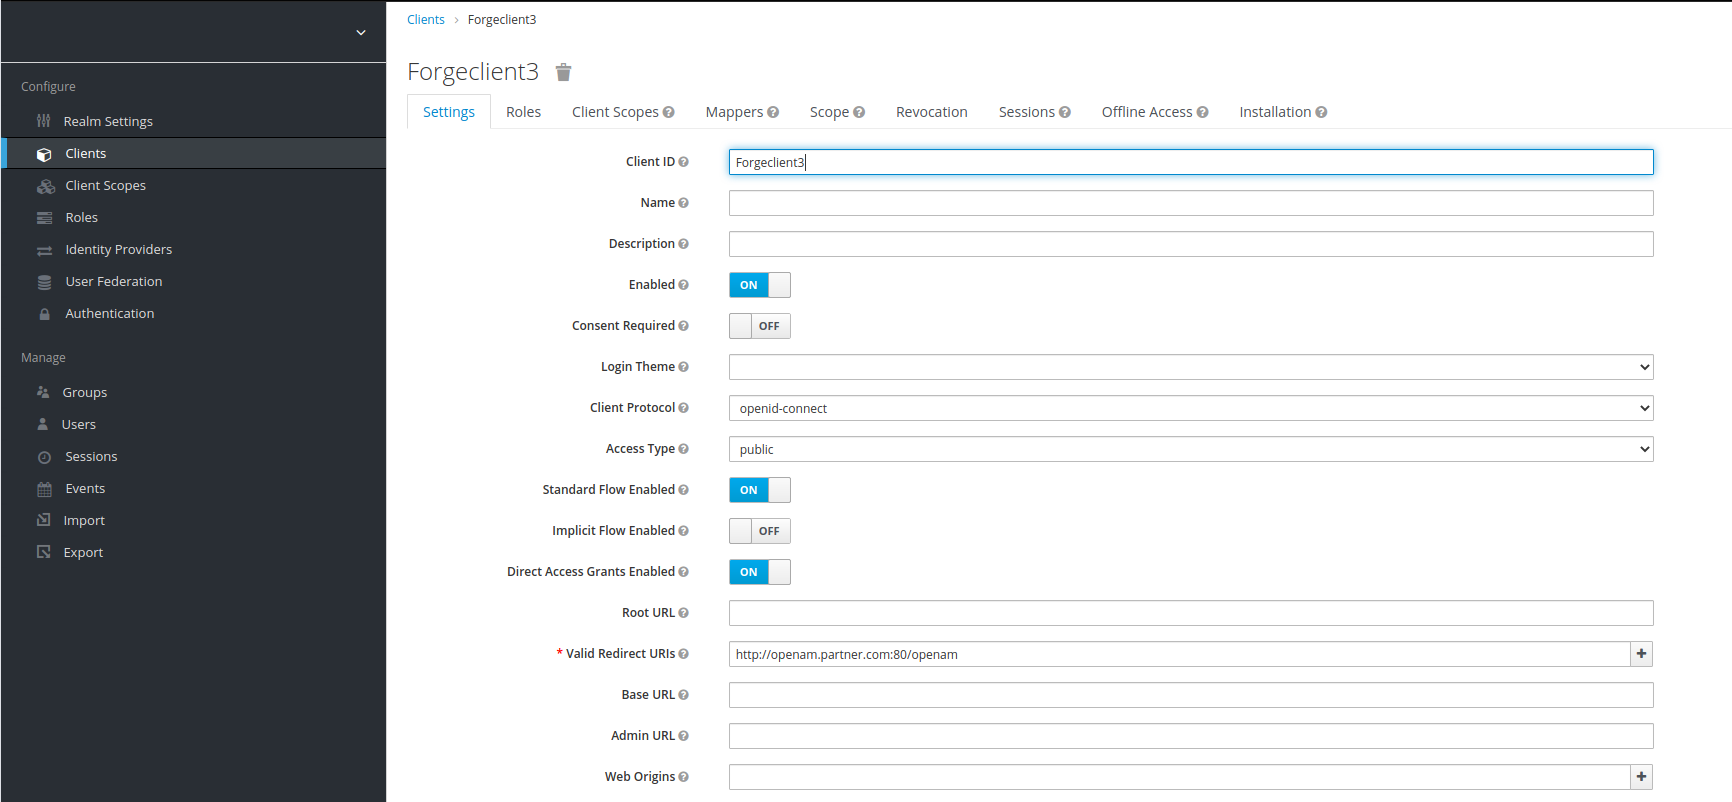 Clients › Forgeclient3
Forgeclient3
Configure
Realm Settings
Clients
Client Scopes
Roles
Identity Providers
User Federation
Authentication
Manage
Groups
Users
Sessions
Events
Import
Export
Settings Roles Client Scopes Mappers Scope Revocation Sessions Offline Access Installation
Client ID Forgeclient3
Name
Description
Enabled ON
Consent Required OFF
Login Theme
Client Protocol openid-connect
Access Type public
Standard Flow Enabled ON
Implicit Flow Enabled OFF
Direct Access Grants Enabled ON
Root URL
* Valid Redirect URIs http://openam.partner.com:80/openam
Base URL
Admin URL
Web Origins